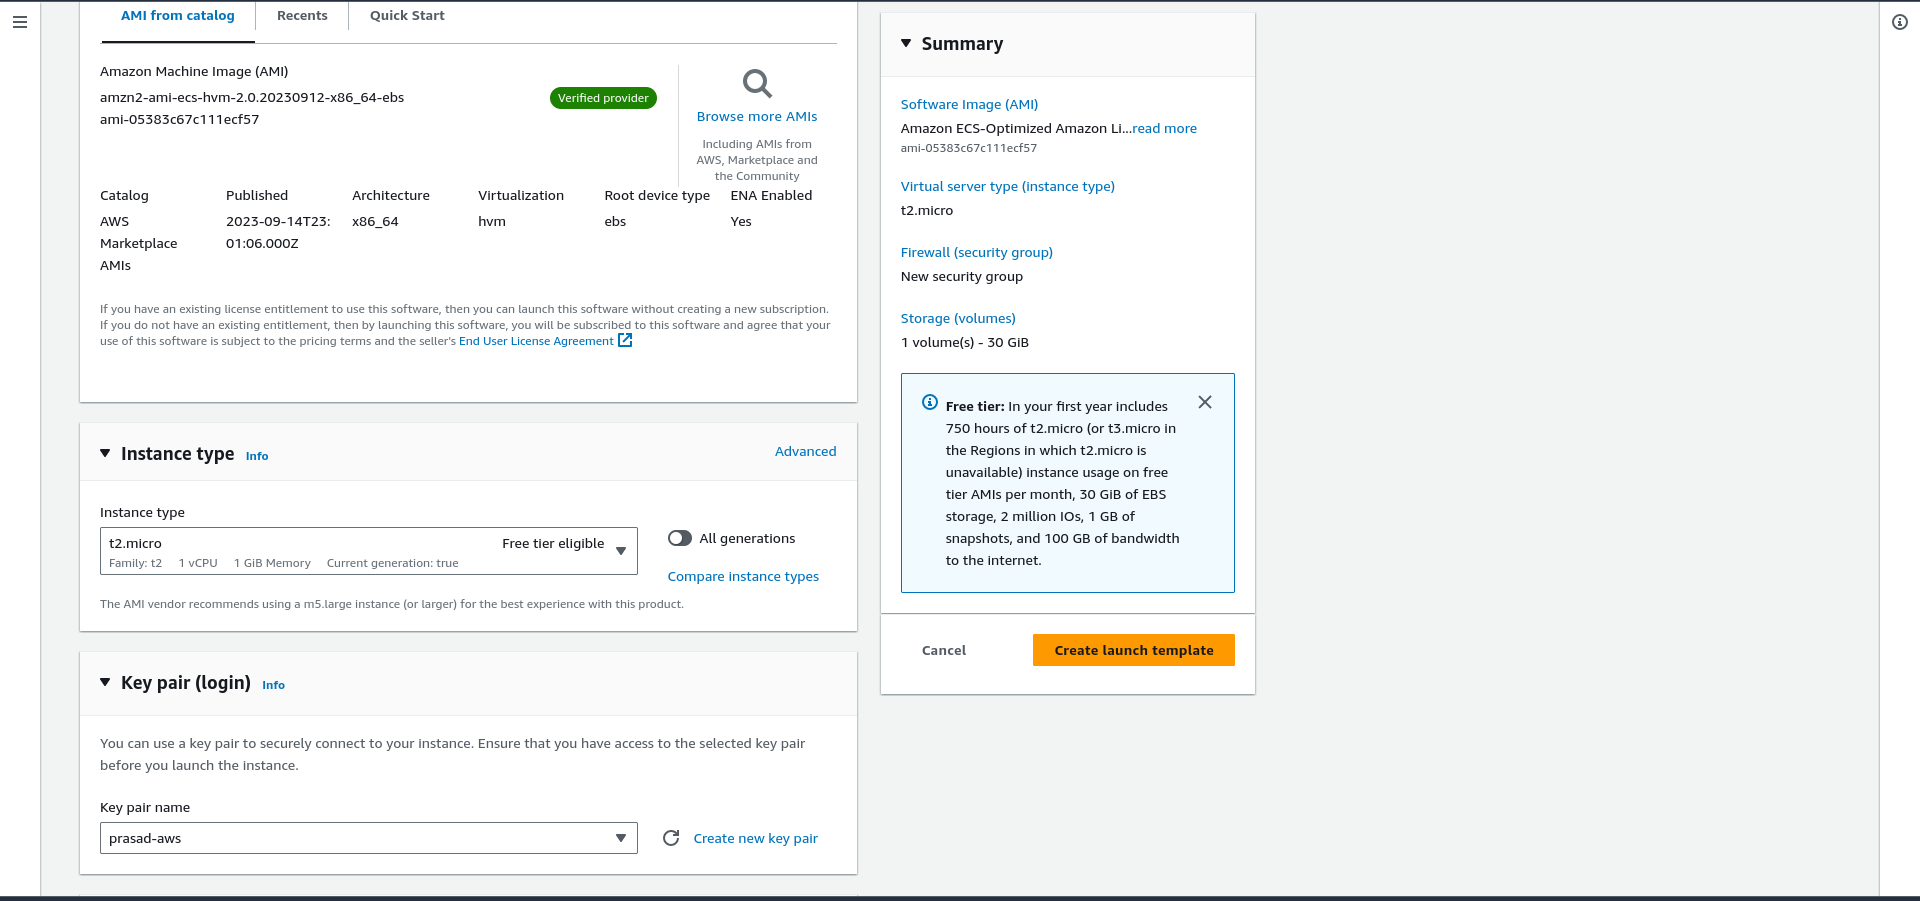 AMI from catalog
Recents
Quick Start
Amazon Machine Image (AMI)
amzn2-ami-ecs-hvm-2.0.20230912-x86_64-ebs
ami-05383c67c111ecf57
Verified provider
Browse more AMIs
Including AMIs from
AWS, Marketplace and
the Community
Catalog
AWS
Marketplace
AMIs
Published
2023-09-14T23:
01:06.000Z
Architecture
x86_64
Virtualization
hvm
Root device type
ebs
ENA Enabled
Yes
If you have an existing license entitlement to use this software, then you can launch this software without creating a new subscription.
If you do not have an existing entitlement, then by launching this software, you will be subscribed to this software and agree that your
use of this software is subject to the pricing terms and the seller's End User License Agreement
Instance type Info
Advanced
Instance type
t2.micro
Free tier eligible
Family: t2 1 vCPU 1 GiB Memory Current generation: true
All generations
Compare instance types
The AMI vendor recommends using a m5.large instance (or larger) for the best experience with this product.
Key pair (login) Info
You can use a key pair to securely connect to your instance. Ensure that you have access to the selected key pair
before you launch the instance.
Key pair name
prasad-aws
Create new key pair
Summary
Software Image (AMI)
Amazon ECS-Optimized Amazon Li...read more
ami-05383c67c111ecf57
Virtual server type (instance type)
t2.micro
Firewall (security group)
New security group
Storage (volumes)
1 volume(s) - 30 GiB
Free tier: In your first year includes
750 hours of t2.micro (or t3.micro in
the Regions in which t2.micro is
unavailable) instance usage on free
tier AMIs per month, 30 GiB of EBS
storage, 2 million IOs, 1 GB of
snapshots, and 100 GB of bandwidth
to the internet.
Cancel
Create launch template